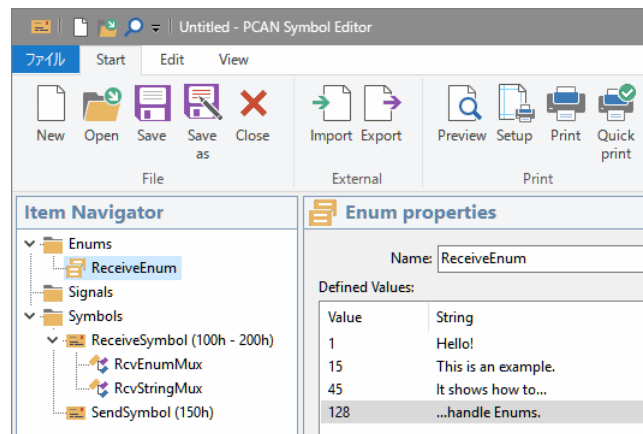 Untitled - PCAN Symbol Editor
ファイル Start Edit View
New Open Save Save as Close Import Export Preview Setup Print Quick print
File External Print
Item Navigator
Enums
ReceiveEnum
Signals
Symbols
ReceiveSymbol (100h - 200h)
RcvEnumMux
RcvStringMux
SendSymbol (150h)
Enum properties
Name: ReceiveEnum
Defined Values:
Value String
1 Hello!
15 This is an example.
45 It shows how to...
128 ...handle Enums.